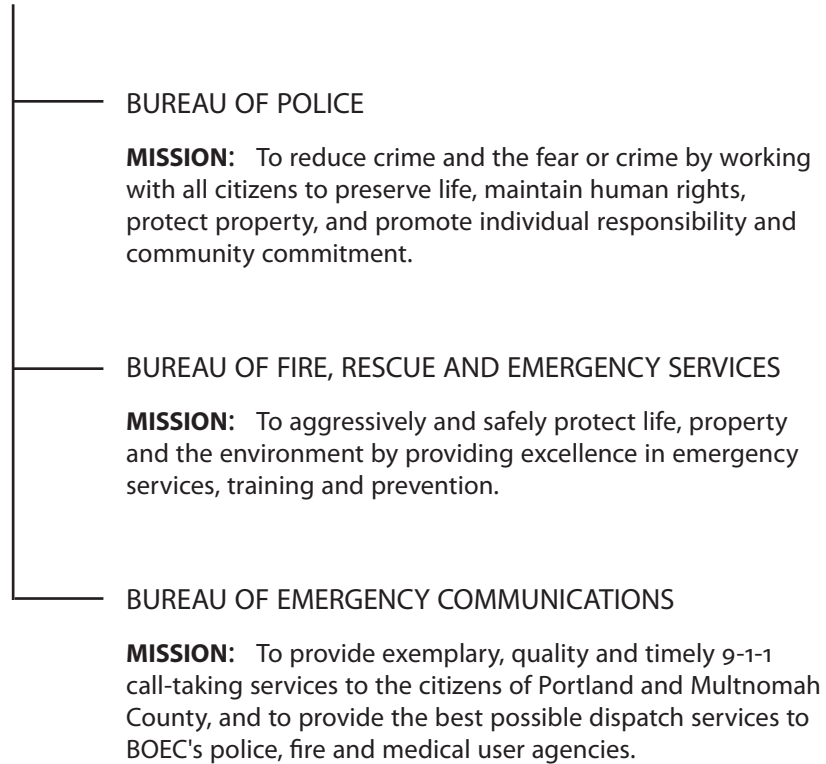 BUREAU OF POLICE
MISSION: To reduce crime and the fear or crime by working
with all citizens to preserve life, maintain human rights,
protect property, and promote individual responsibility and
community commitment.
BUREAU OF FIRE, RESCUE AND EMERGENCY SERVICES
MISSION: To aggressively and safely protect life, property
and the environment by providing excellence in emergency
services, training and prevention.
BUREAU OF EMERGENCY COMMUNICATIONS
MISSION: To provide exemplary, quality and timely 9-1-1
call-taking services to the citizens of Portland and Multnomah
County, and to provide the best possible dispatch services to
BOEC's police, fire and medical user agencies.